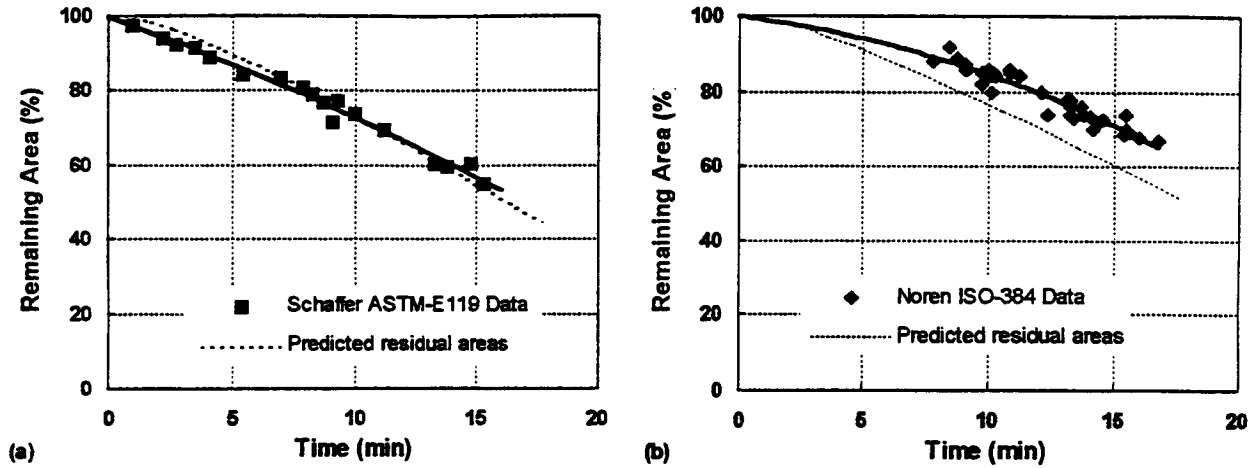 Remaining Area (%)
100
80
60
40
20
0
Schaffer ASTM-E119 Data
Predicted residual areas
0 5 10 15 20
Time (min)
(a)
Remaining Area (%)
100
80
60
40
20
0
Noren ISO-384 Data
Predicted residual areas
0 5 10 15 20
Time (min)
(b)